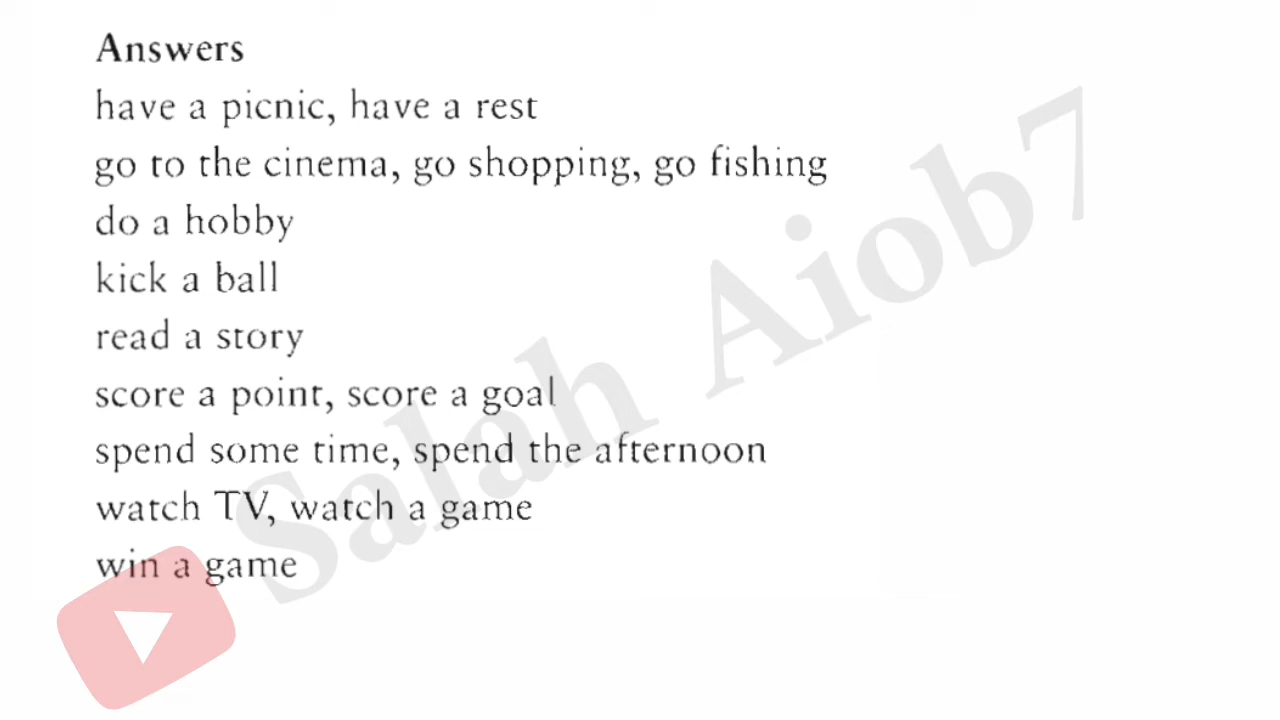 Answers
have a picnic, have a rest
go to the cinema, go shopping, go fishing
do a hobby
kick a ball
read a story
score a point, score a goal
spend some time, spend the afternoon
watch TV, watch a game
win a game
Salah Aiob7